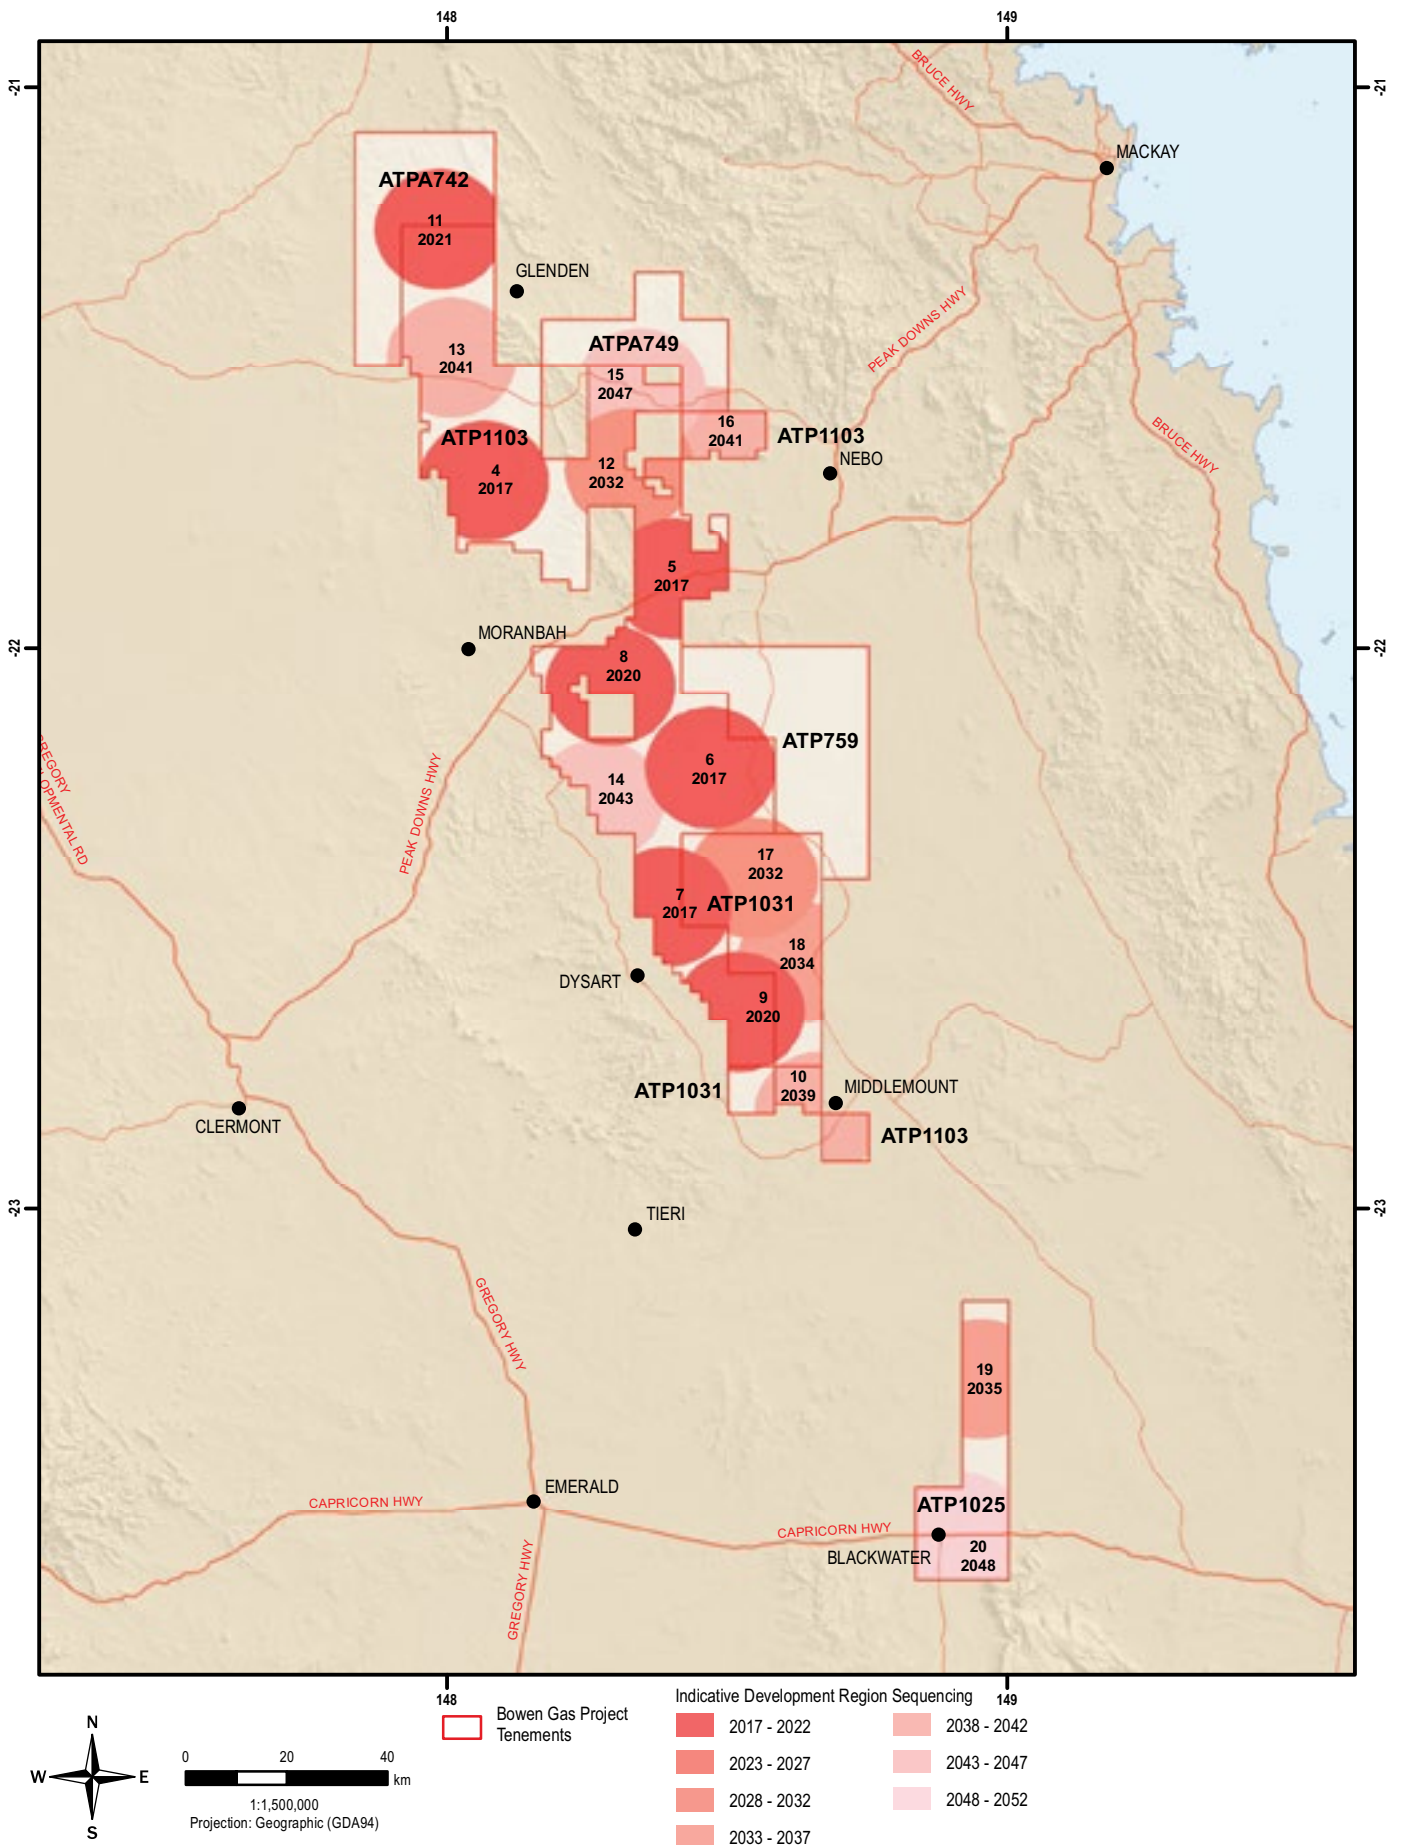 148
149
-21
-21
BRUCE HWY
MACKAY
ATPA742
11
2021
GLENDEN
PEAK DOWNS HWY
ATPA749
13
2041
15
2047
16
2041
ATP1103
ATP1103
BRUCE HWY
NEBO
4
2017
12
2032
5
2017
MORANBAH
-22
-22
8
2020
ATP759
6
2017
14
2043
GREGORY
OPMENTAL RD
PEAK DOWNS HWY
17
2032
7
2017
ATP1031
18
2034
DYSART
9
2020
10
2039
MIDDLEMOUNT
ATP1031
CLERMONT
ATP1103
-23
-23
TIERI
GREGORY HWY
19
2035
EMERALD
CAPRICORN HWY
ATP1025
CAPRICORN HWY
BLACKWATER
20
2048
GREGORY HWY
148
149
N
W
E
S
0 20 40
km
1:1,500,000
Projection: Geographic (GDA94)
Bowen Gas Project
Tenements
Indicative Development Region Sequencing
2017 - 2022
2023 - 2027
2028 - 2032
2033 - 2037
2038 - 2042
2043 - 2047
2048 - 2052